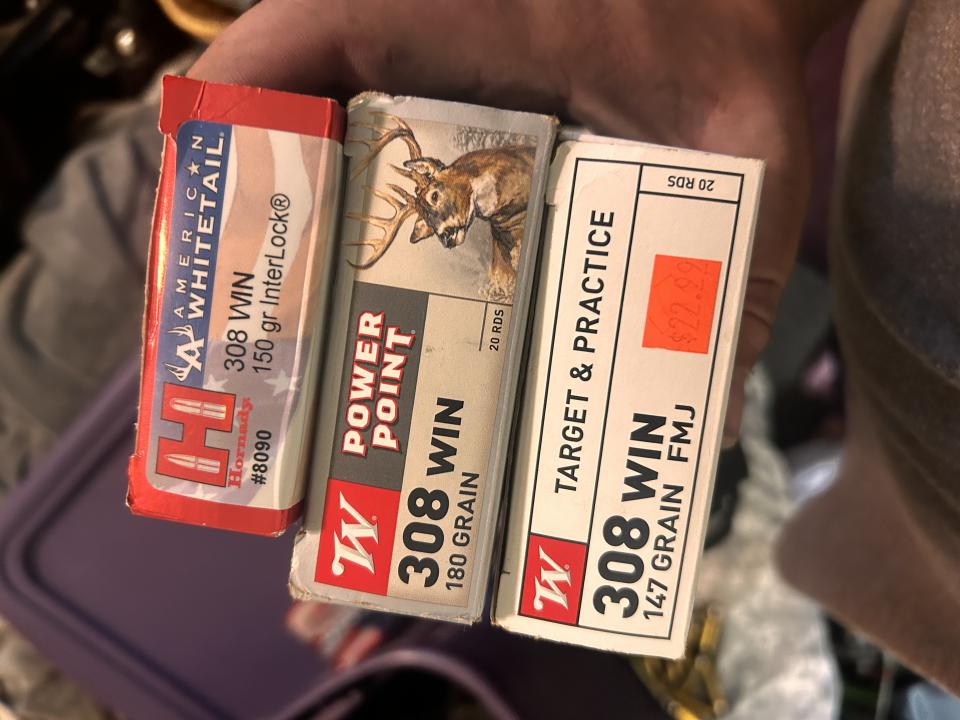 H
Hornady®
#8090
AMERICAN
WHITETAIL®
308 WIN
150 gr InterLock®
W
POWER
POINT®
308 WIN
180 GRAIN
20 RDS
W
TARGET & PRACTICE
308 WIN
147 GRAIN FMJ
20 RDS
$22.99